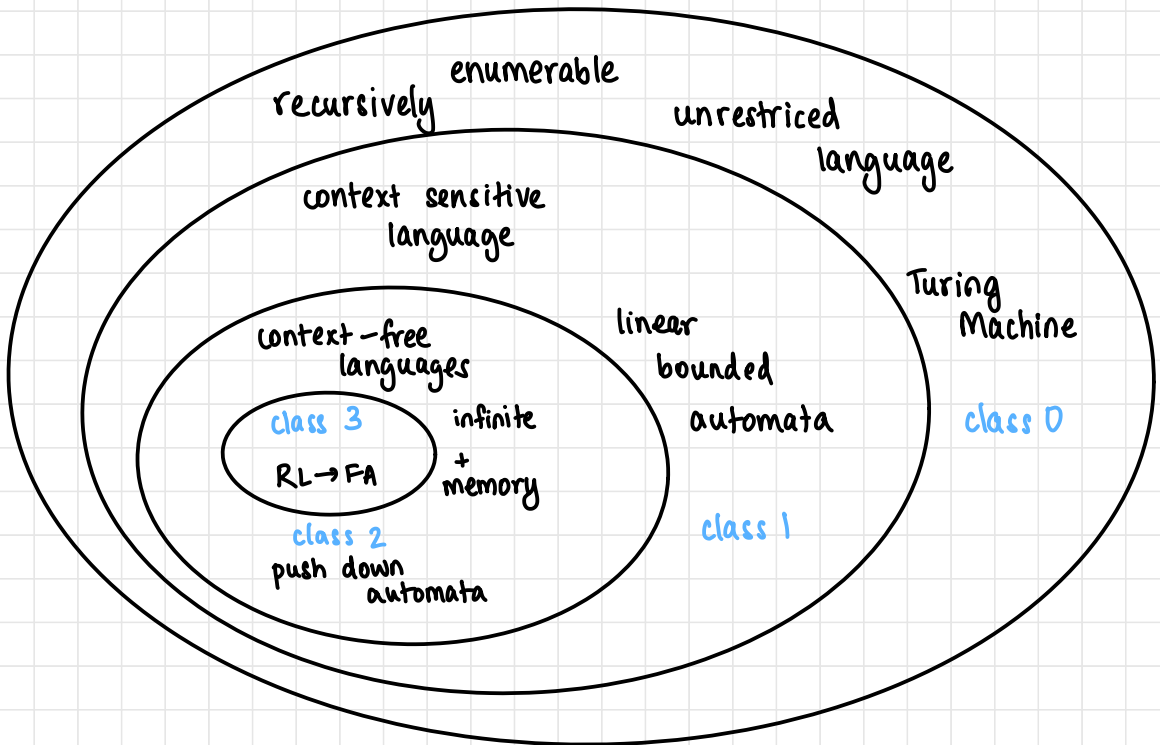 enumerable
recursively
unrestriced
language
context sensitive
language
Turing
Machine
linear
bounded
automata
context-free
languages
class 3
infinite
+
memory
RL→FA
class 0
class 1
class 2
push down
automata